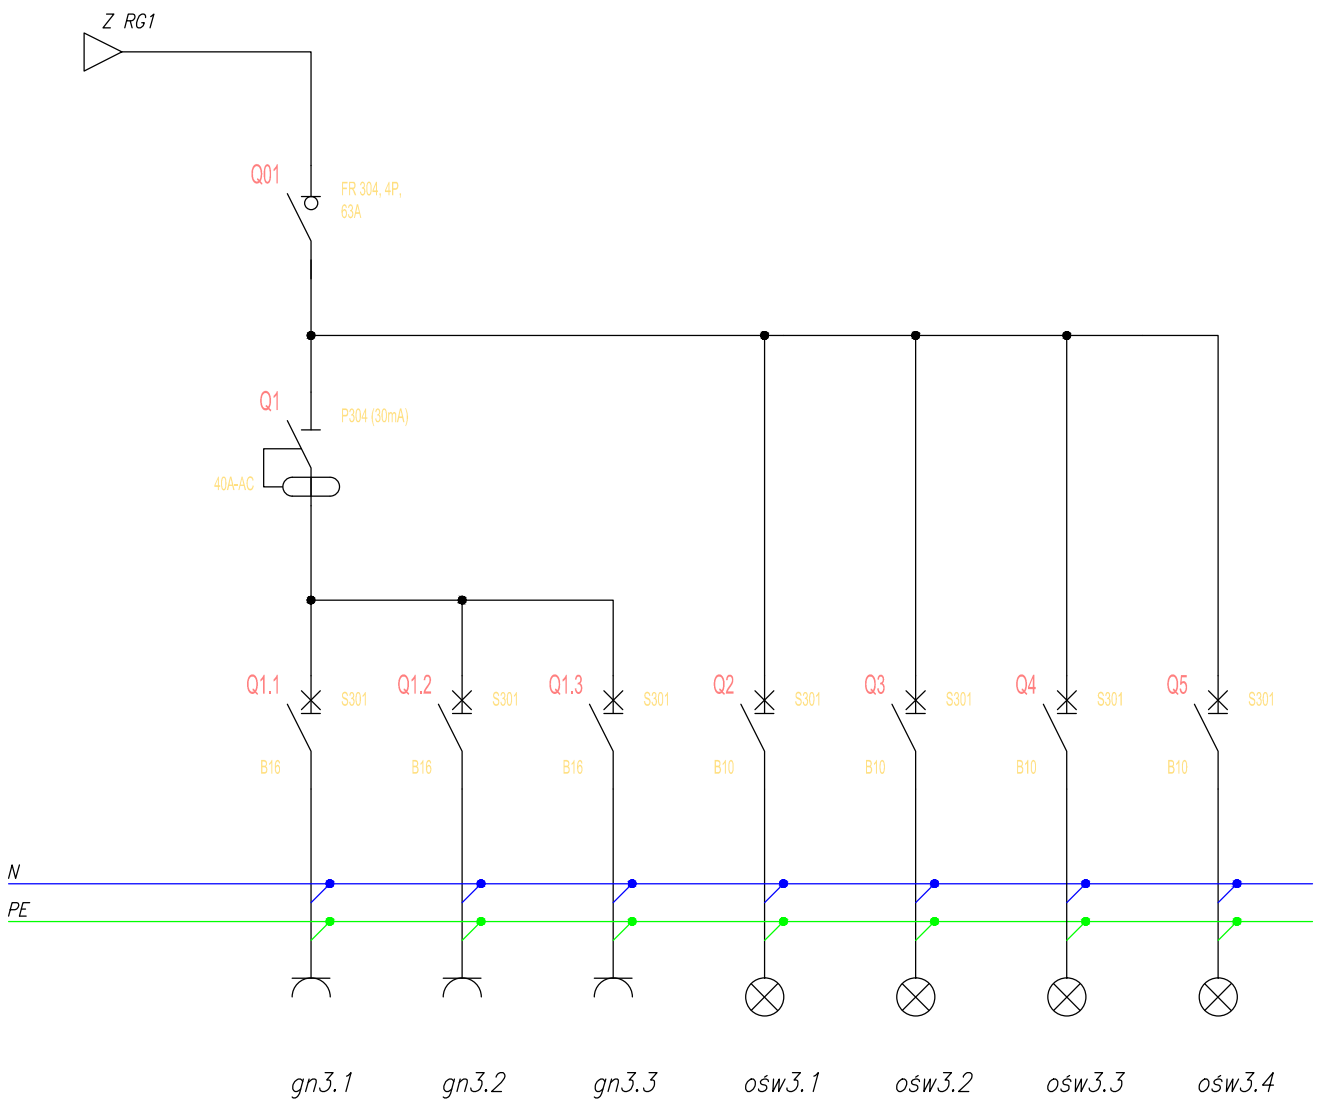 Z RG1
Q01
FR 304, 4P,
63A
Q1
P304 (30mA)
40A-AC
Q1.1 S301 Q1.2 S301 Q1.3 S301 Q2 S301 Q3 S301 Q4 S301 Q5 S301
B16 B16 B16 B10 B10 B10 B10
N
PE
gn3.1 gn3.2 gn3.3 ośw3.1 ośw3.2 ośw3.3 ośw3.4